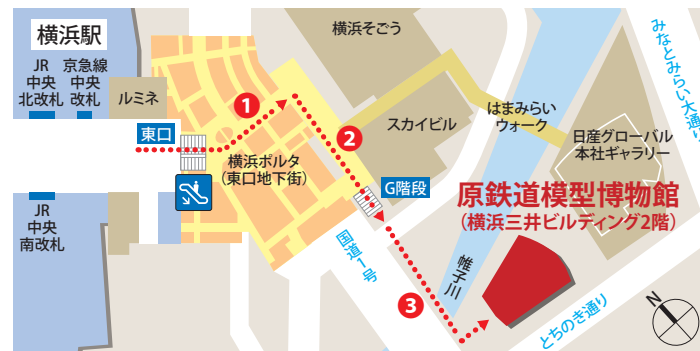 横浜駅
JR
中央
北改札
京急線
中央
改札
ルミネ
東口
JR
中央
南改札
横浜ポルタ
(東口地下街)
1
2
3
横浜そごう
スカイビル
G階段
国道1号
はまみらい
ウォーク
みなとみらい大通り
日産グローバル
本社ギャラリー
原鉄道模型博物館
(横浜三井ビルディング2階)
帷子川
とちのき通り
N